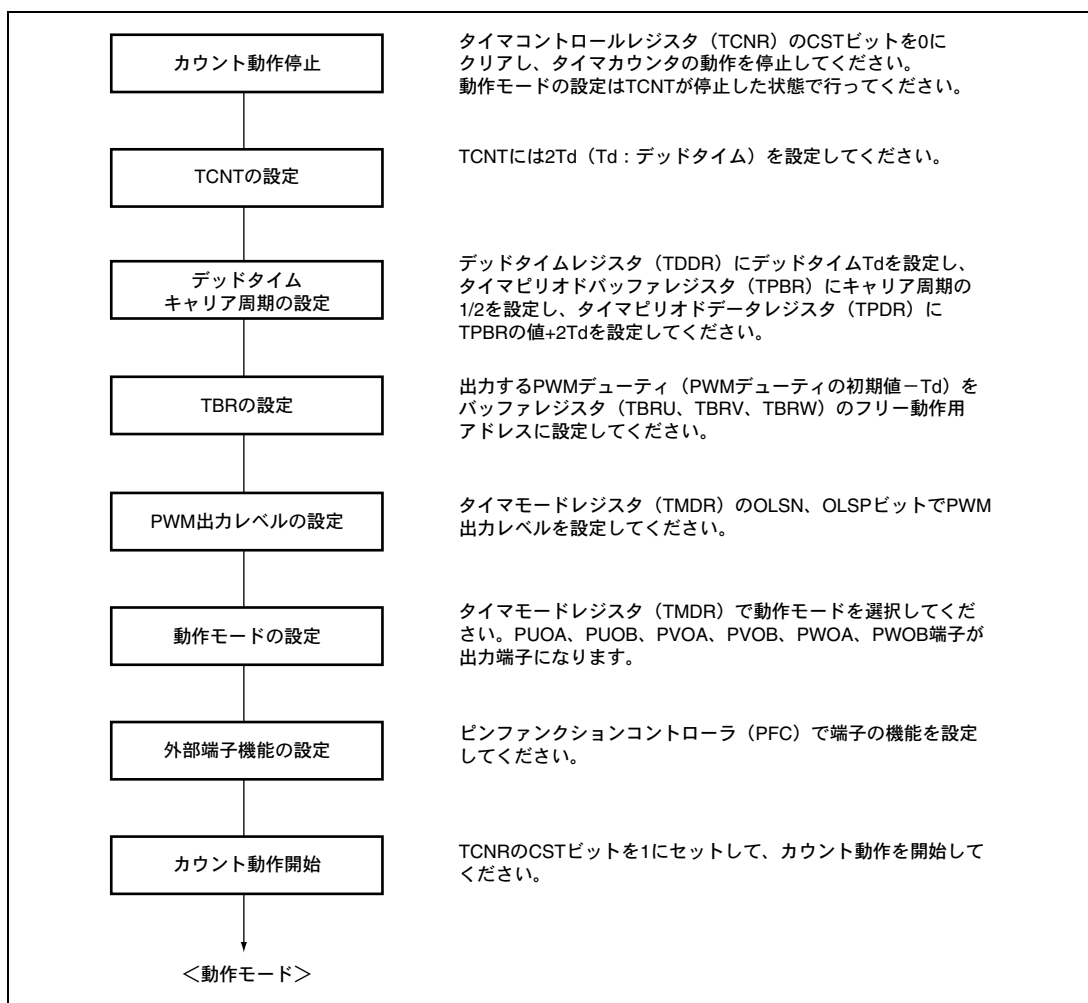 カウント動作停止
タイマコントロールレジスタ（TCNR）のCSTビットを0に
クリアし、タイマカウンタの動作を停止してください。
動作モードの設定はTCNTが停止した状態で行ってください。
TCNTの設定
TCNTには2Td（Td：デッドタイム）を設定してください。
デッドタイム
キャリア周期の設定
デッドタイムレジスタ（TDDR）にデッドタイムTdを設定し、
タイマピリオドバッファレジスタ（TPBR）にキャリア周期の
1/2を設定し、タイマピリオドデータレジスタ（TPDR）に
TPBRの値+2Tdを設定してください。
TBRの設定
出力するPWMデューティ（PWMデューティの初期値－Td）を
バッファレジスタ（TBRU、TBRV、TBRW）のフリー動作用
アドレスに設定してください。
PWM出力レベルの設定
タイマモードレジスタ（TMDR）のOLSN、OLSPビットでPWM
出力レベルを設定してください。
動作モードの設定
タイマモードレジスタ（TMDR）で動作モードを選択してくだ
さい。PUOA、PUOB、PVOA、PVOB、PWOA、PWOB端子が
出力端子になります。
外部端子機能の設定
ピンファンクションコントローラ（PFC）で端子の機能を設定
してください。
カウント動作開始
TCNRのCSTビットを1にセットして、カウント動作を開始して
ください。
＜動作モード＞